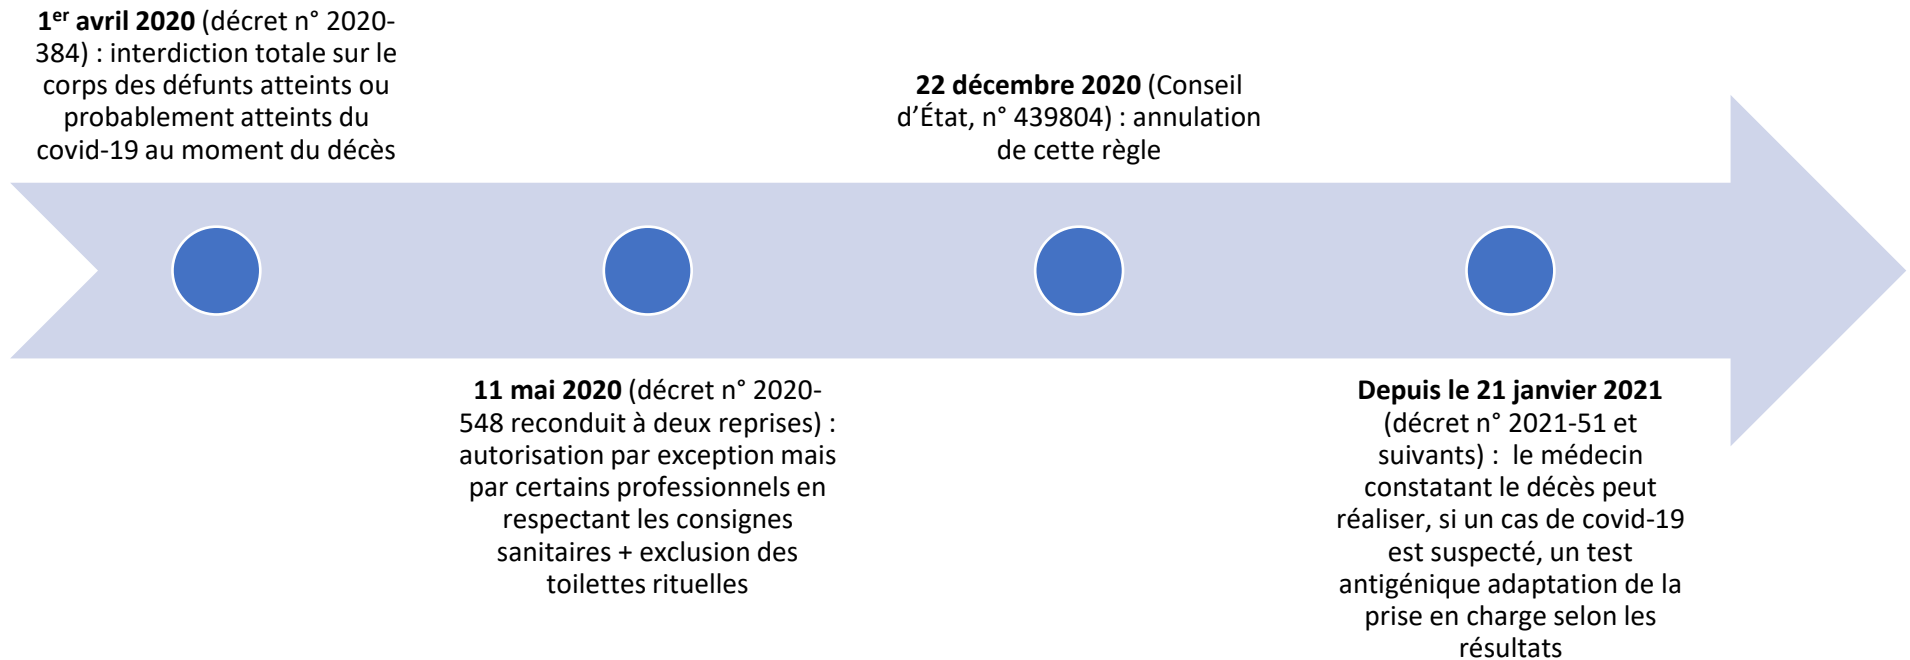 1er avril 2020 (décret n° 2020-
384) : interdiction totale sur le
corps des défunts atteints ou
probablement atteints du
covid-19 au moment du décès
11 mai 2020 (décret n° 2020-
548 reconduit à deux reprises) :
autorisation par exception mais
par certains professionnels en
respectant les consignes
sanitaires + exclusion des
toilettes rituelles
22 décembre 2020 (Conseil
d’État, n° 439804) : annulation
de cette règle
Depuis le 21 janvier 2021
(décret n° 2021-51 et
suivants) :  le médecin
constatant le décès peut
réaliser, si un cas de covid-19
est suspecté, un test
antigénique adaptation de la
prise en charge selon les
résultats